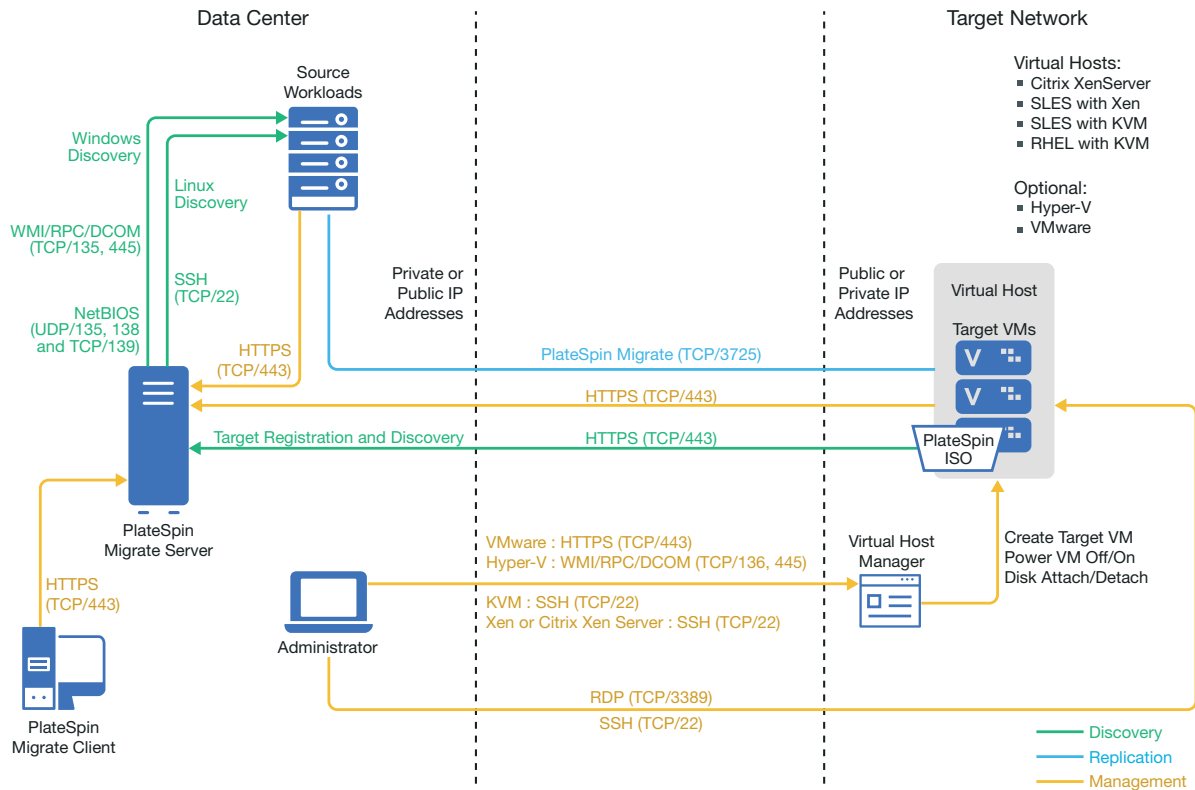 Data Center
Target Network
Virtual Hosts:
Citrix XenServer
SLES with Xen
SLES with KVM
RHEL with KVM
Optional:
Hyper-V
VMware
Source
Workloads
Windows
Discovery
Linux
Discovery
WMI/RPC/DCOM
(TCP/135, 445)
SSH
(TCP/22)
NetBIOS
(UDP/135, 138
and TCP/139)
HTTPS
(TCP/443)
Private or
Public IP
Addresses
Public or
Private IP
Addresses
Virtual Host
Target VMs
V
V
PlateSpin
ISO
PlateSpin Migrate (TCP/3725)
HTTPS (TCP/443)
Target Registration and Discovery
HTTPS (TCP/443)
PlateSpin
Migrate Server
HTTPS
(TCP/443)
PlateSpin
Migrate Client
Administrator
VMware : HTTPS (TCP/443)
Hyper-V : WMI/RPC/DCOM (TCP/136, 445)
KVM : SSH (TCP/22)
Xen or Citrix Xen Server : SSH (TCP/22)
Virtual Host
Manager
Create Target VM
Power VM Off/On
Disk Attach/Detach
RDP (TCP/3389)
SSH (TCP/22)
Discovery
Replication
Management